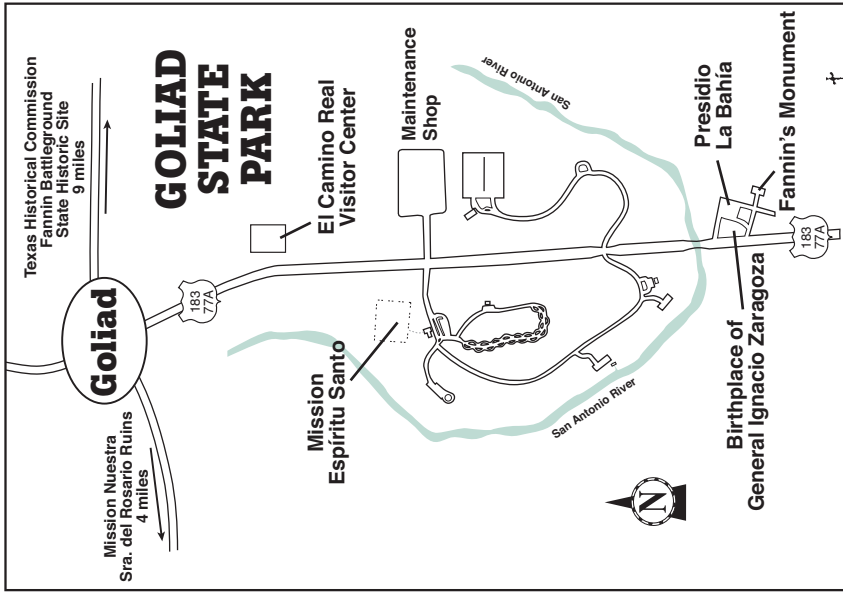 Texas Historical Commission
Fannin Battleground
State Historic Site
9 miles
Goliad
Mission Nuestra
Sra. del Rosario Ruins
4 miles
183
77A
GOLIAD
STATE
PARK
El Camino Real
Visitor Center
Maintenance
Shop
San Antonio River
Mission
Espíritu Santo
San Antonio River
N
Presidio
La Bahía
Fannin's Monument
Birthplace of
General Ignacio Zaragoza
183
77A